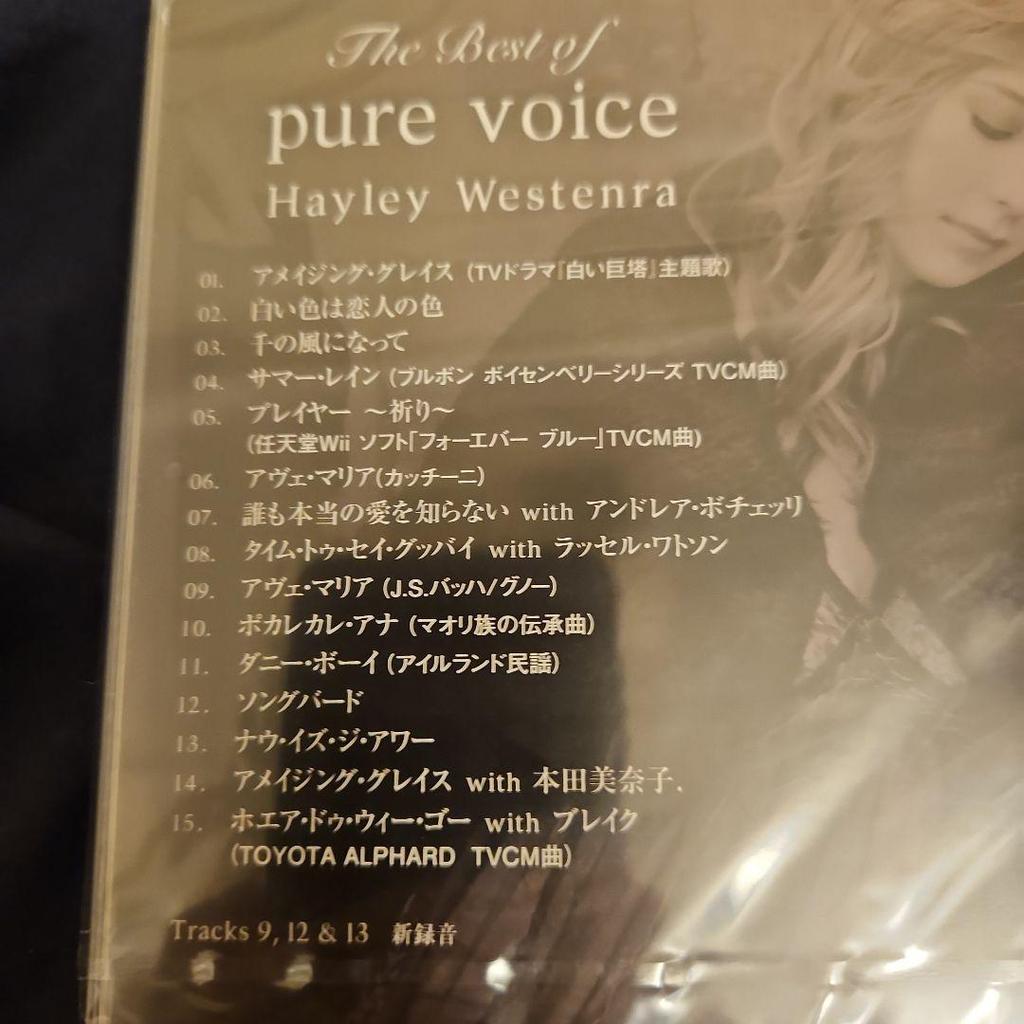 The Best of
pure voice
Hayley Westenra
01. アメイジング・グレイス (TVドラマ『白い巨塔』主題歌)
02. 白い色は恋人の色
03. 千の風になって
04. サマー・レイン (ブルボン ボイセンベリーシリーズ TVCM曲)
05. プレイヤー ～祈り～
(任天堂Wii ソフト「フォーエバー ブルー」TVCM曲)
06. アヴェ・マリア(カッチーニ)
07. 誰も本当の愛を知らない with アンドレア・ボチェッリ
08. タイム・トゥ・セイ・グッバイ with ラッセル・ワトソン
09. アヴェ・マリア (J.S.バッハ/グノー)
10. ポカレカレ・アナ (マオリ族の伝承曲)
11. ダニー・ボーイ (アイルランド民謡)
12. ソングバード
13. ナウ・イズ・ジ・アワー
14. アメイジング・グレイス with 本田美奈子.
15. ホエア・ドゥ・ウィー・ゴー with ブレイク
(TOYOTA ALPHARD TVCM曲)
Tracks 9, 12 & 13 新録音